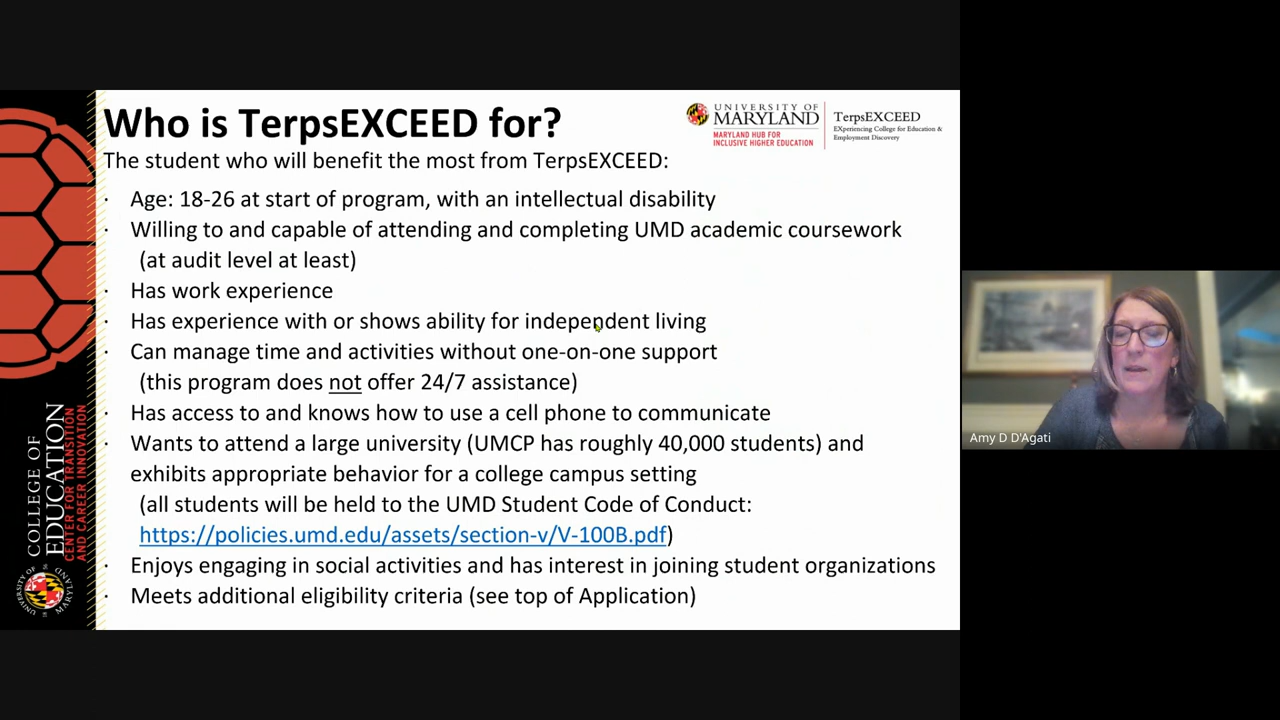 Who is TerpsEXCEED for?
UNIVERSITY OF
MARYLAND
MARYLAND HUB FOR
INCLUSIVE HIGHER EDUCATION
TerpsEXCEED
EXperiencing College for Education &
Employment Discovery
The student who will benefit the most from TerpsEXCEED:
· Age: 18-26 at start of program, with an intellectual disability
· Willing to and capable of attending and completing UMD academic coursework
(at audit level at least)
· Has work experience
· Has experience with or shows ability for independent living
· Can manage time and activities without one-on-one support
(this program does not offer 24/7 assistance)
· Has access to and knows how to use a cell phone to communicate
· Wants to attend a large university (UMCP has roughly 40,000 students) and
exhibits appropriate behavior for a college campus setting
(all students will be held to the UMD Student Code of Conduct:
https://policies.umd.edu/assets/section-v/V-100B.pdf)
· Enjoys engaging in social activities and has interest in joining student organizations
· Meets additional eligibility criteria (see top of Application)
COLLEGE OF
EDUCATION
CENTER FOR TRANSITION
AND CAREER INNOVATION
UNIVERSITY OF
MARYLAND
Amy D D'Agati